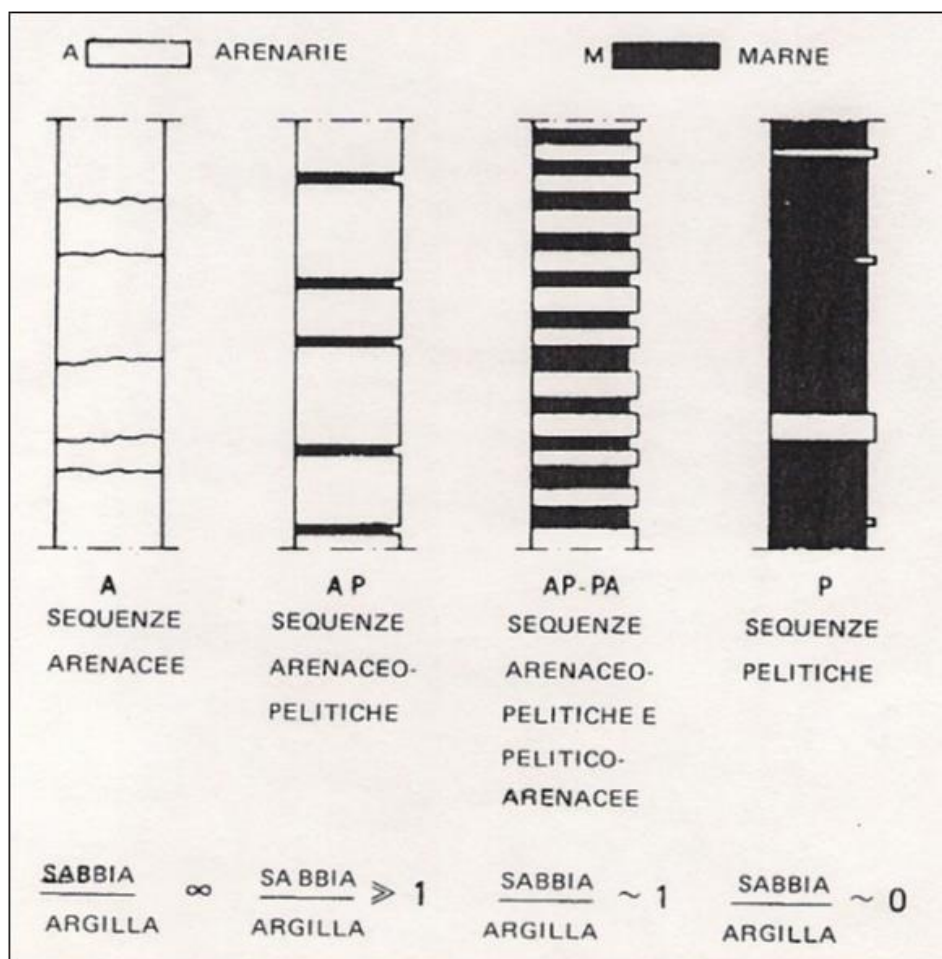 A ARENARIE
M MARNE
A
SEQUENZE
ARENACEE
A P
SEQUENZE
ARENACEO-
PELITICHE
AP-PA
SEQUENZE
ARENACEO-
PELITICHE E
PELITICO-
ARENACEE
P
SEQUENZE
PELITICHE
SABBIA
ARGILLA
∞
SABBIA
ARGILLA
⩾ 1
SABBIA
ARGILLA
~ 1
SABBIA
ARGILLA
~ 0